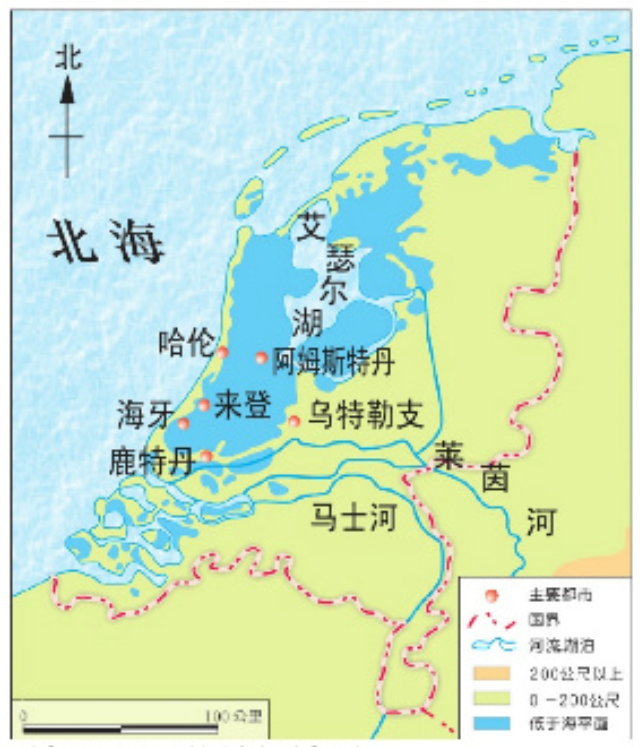 北
北海
艾瑟尔湖
哈伦
阿姆斯特丹
来登
海牙
乌特勒支
鹿特丹
莱茵河
马士河
主要都市
国界
河流湖泊
200公尺以上
0-200公尺
低于海平面
0 100公里